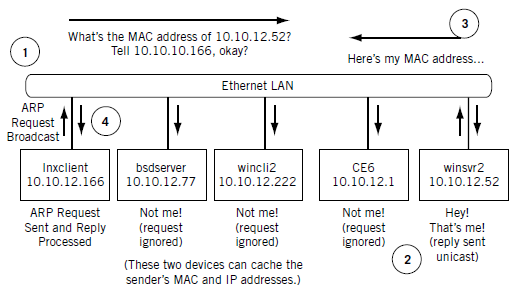 What's the MAC address of 10.10.12.52?
Tell 10.10.10.166, okay?
3
1
Here's my MAC address...
Ethernet LAN
ARP
Request
Broadcast
4
lnxclient
10.10.12.166
bsdserver
10.10.12.77
wincli2
10.10.12.222
CE6
10.10.12.1
winsvr2
10.10.12.52
ARP Request
Sent and Reply
Processed
Not me!
(request
ignored)
Not me!
(request
ignored)
Not me!
(request
ignored)
Hey!
That's me!
(reply sent
unicast)
2
(These two devices can cache the
sender's MAC and IP addresses.)